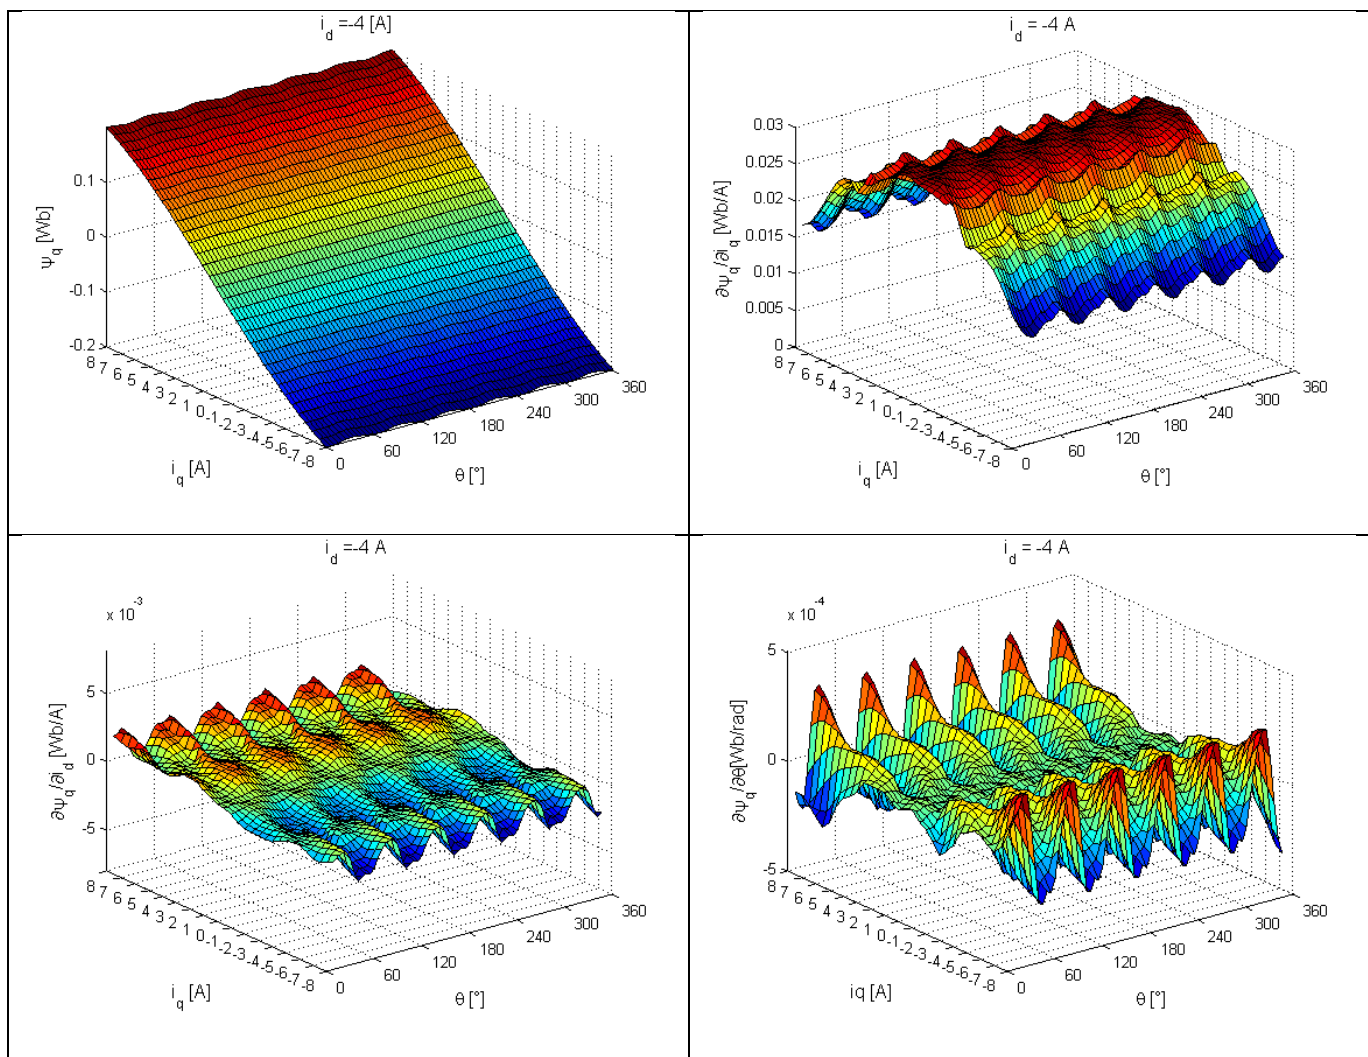 i_d =-4 [A]
0.1
0
-0.1
-0.2
ψ_q [Wb]
8 7 6 5 4 3 2 1 0 -1 -2 -3 -4 -5 -6 -7 -8
i_q [A]
0 60 120 180 240 300 360
θ [°]
i_d = -4 A
0.03
0.025
0.02
0.015
0.01
0.005
0
∂ψ_q/∂i_q [Wb/A]
8 7 6 5 4 3 2 1 0 -1 -2 -3 -4 -5 -6 -7 -8
i_q [A]
0 60 120 180 240 300 360
θ [°]
i_d =-4 A
x 10^-3
5
0
-5
∂ψ_q/∂i_d [Wb/A]
8 7 6 5 4 3 2 1 0 -1 -2 -3 -4 -5 -6 -7 -8
i_q [A]
0 60 120 180 240 300 360
θ [°]
i_d = -4 A
x 10^-4
5
0
-5
∂ψ_q/∂θ[Wb/rad]
8 7 6 5 4 3 2 1 0 -1 -2 -3 -4 -5 -6 -7 -8
iq [A]
0 60 120 180 240 300 360
θ [°]